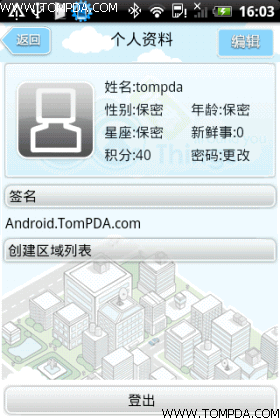 WWW.TOMPDA.COM 16:03
返回 个人资料 编辑
姓名:tompda
性别:保密 年龄:保密
星座:保密 新鲜事:0
积分:40 密码:更改
签名
Android.TomPDA.com
创建区域列表
登出
WWW.TOMPDA.COM